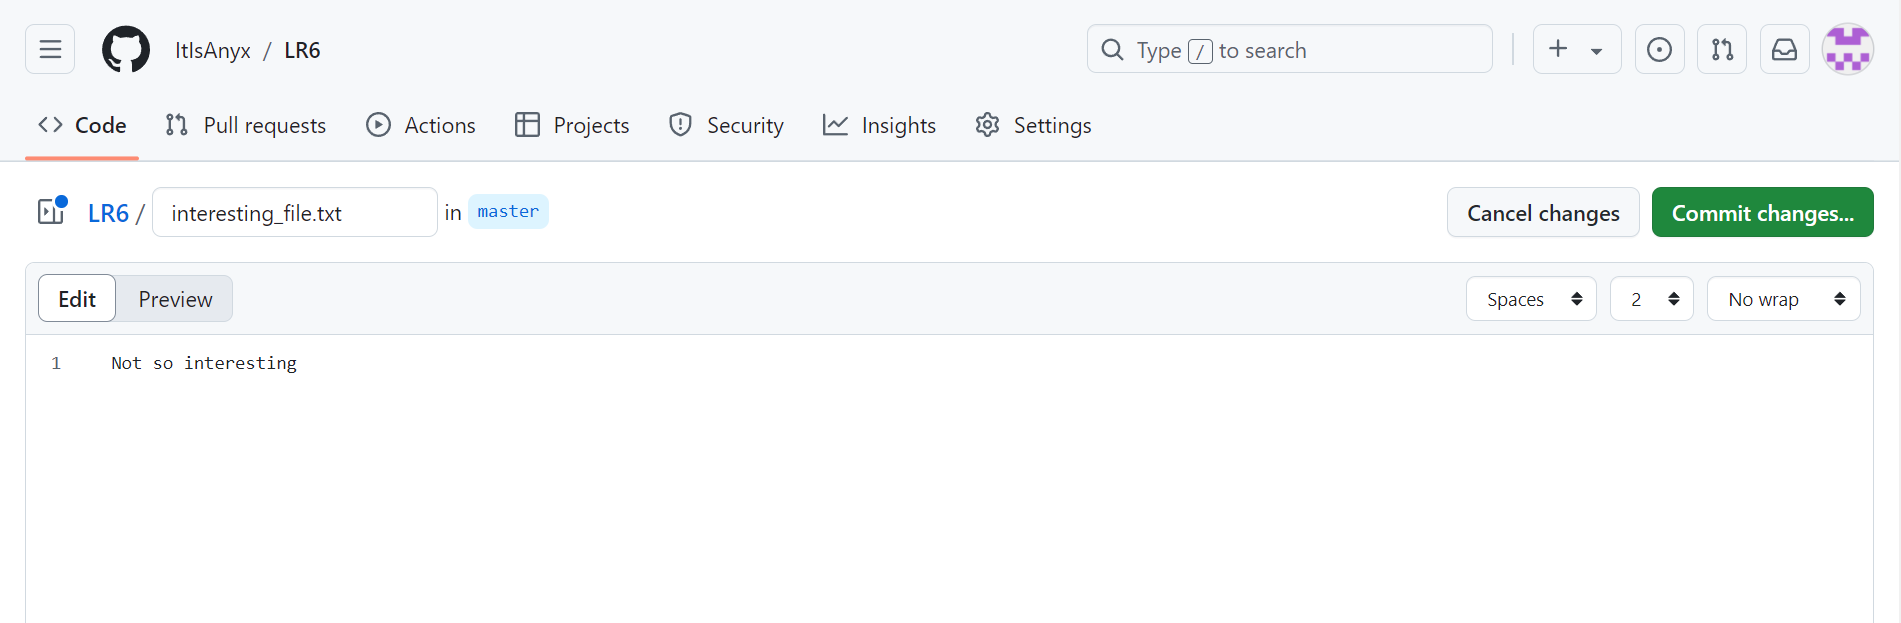 ItIsAnyx / LR6 Type / to search
Code Pull requests Actions Projects Security Insights Settings
LR6 / interesting_file.txt in master Cancel changes Commit changes...
Edit Preview Spaces 2 No wrap
1 Not so interesting